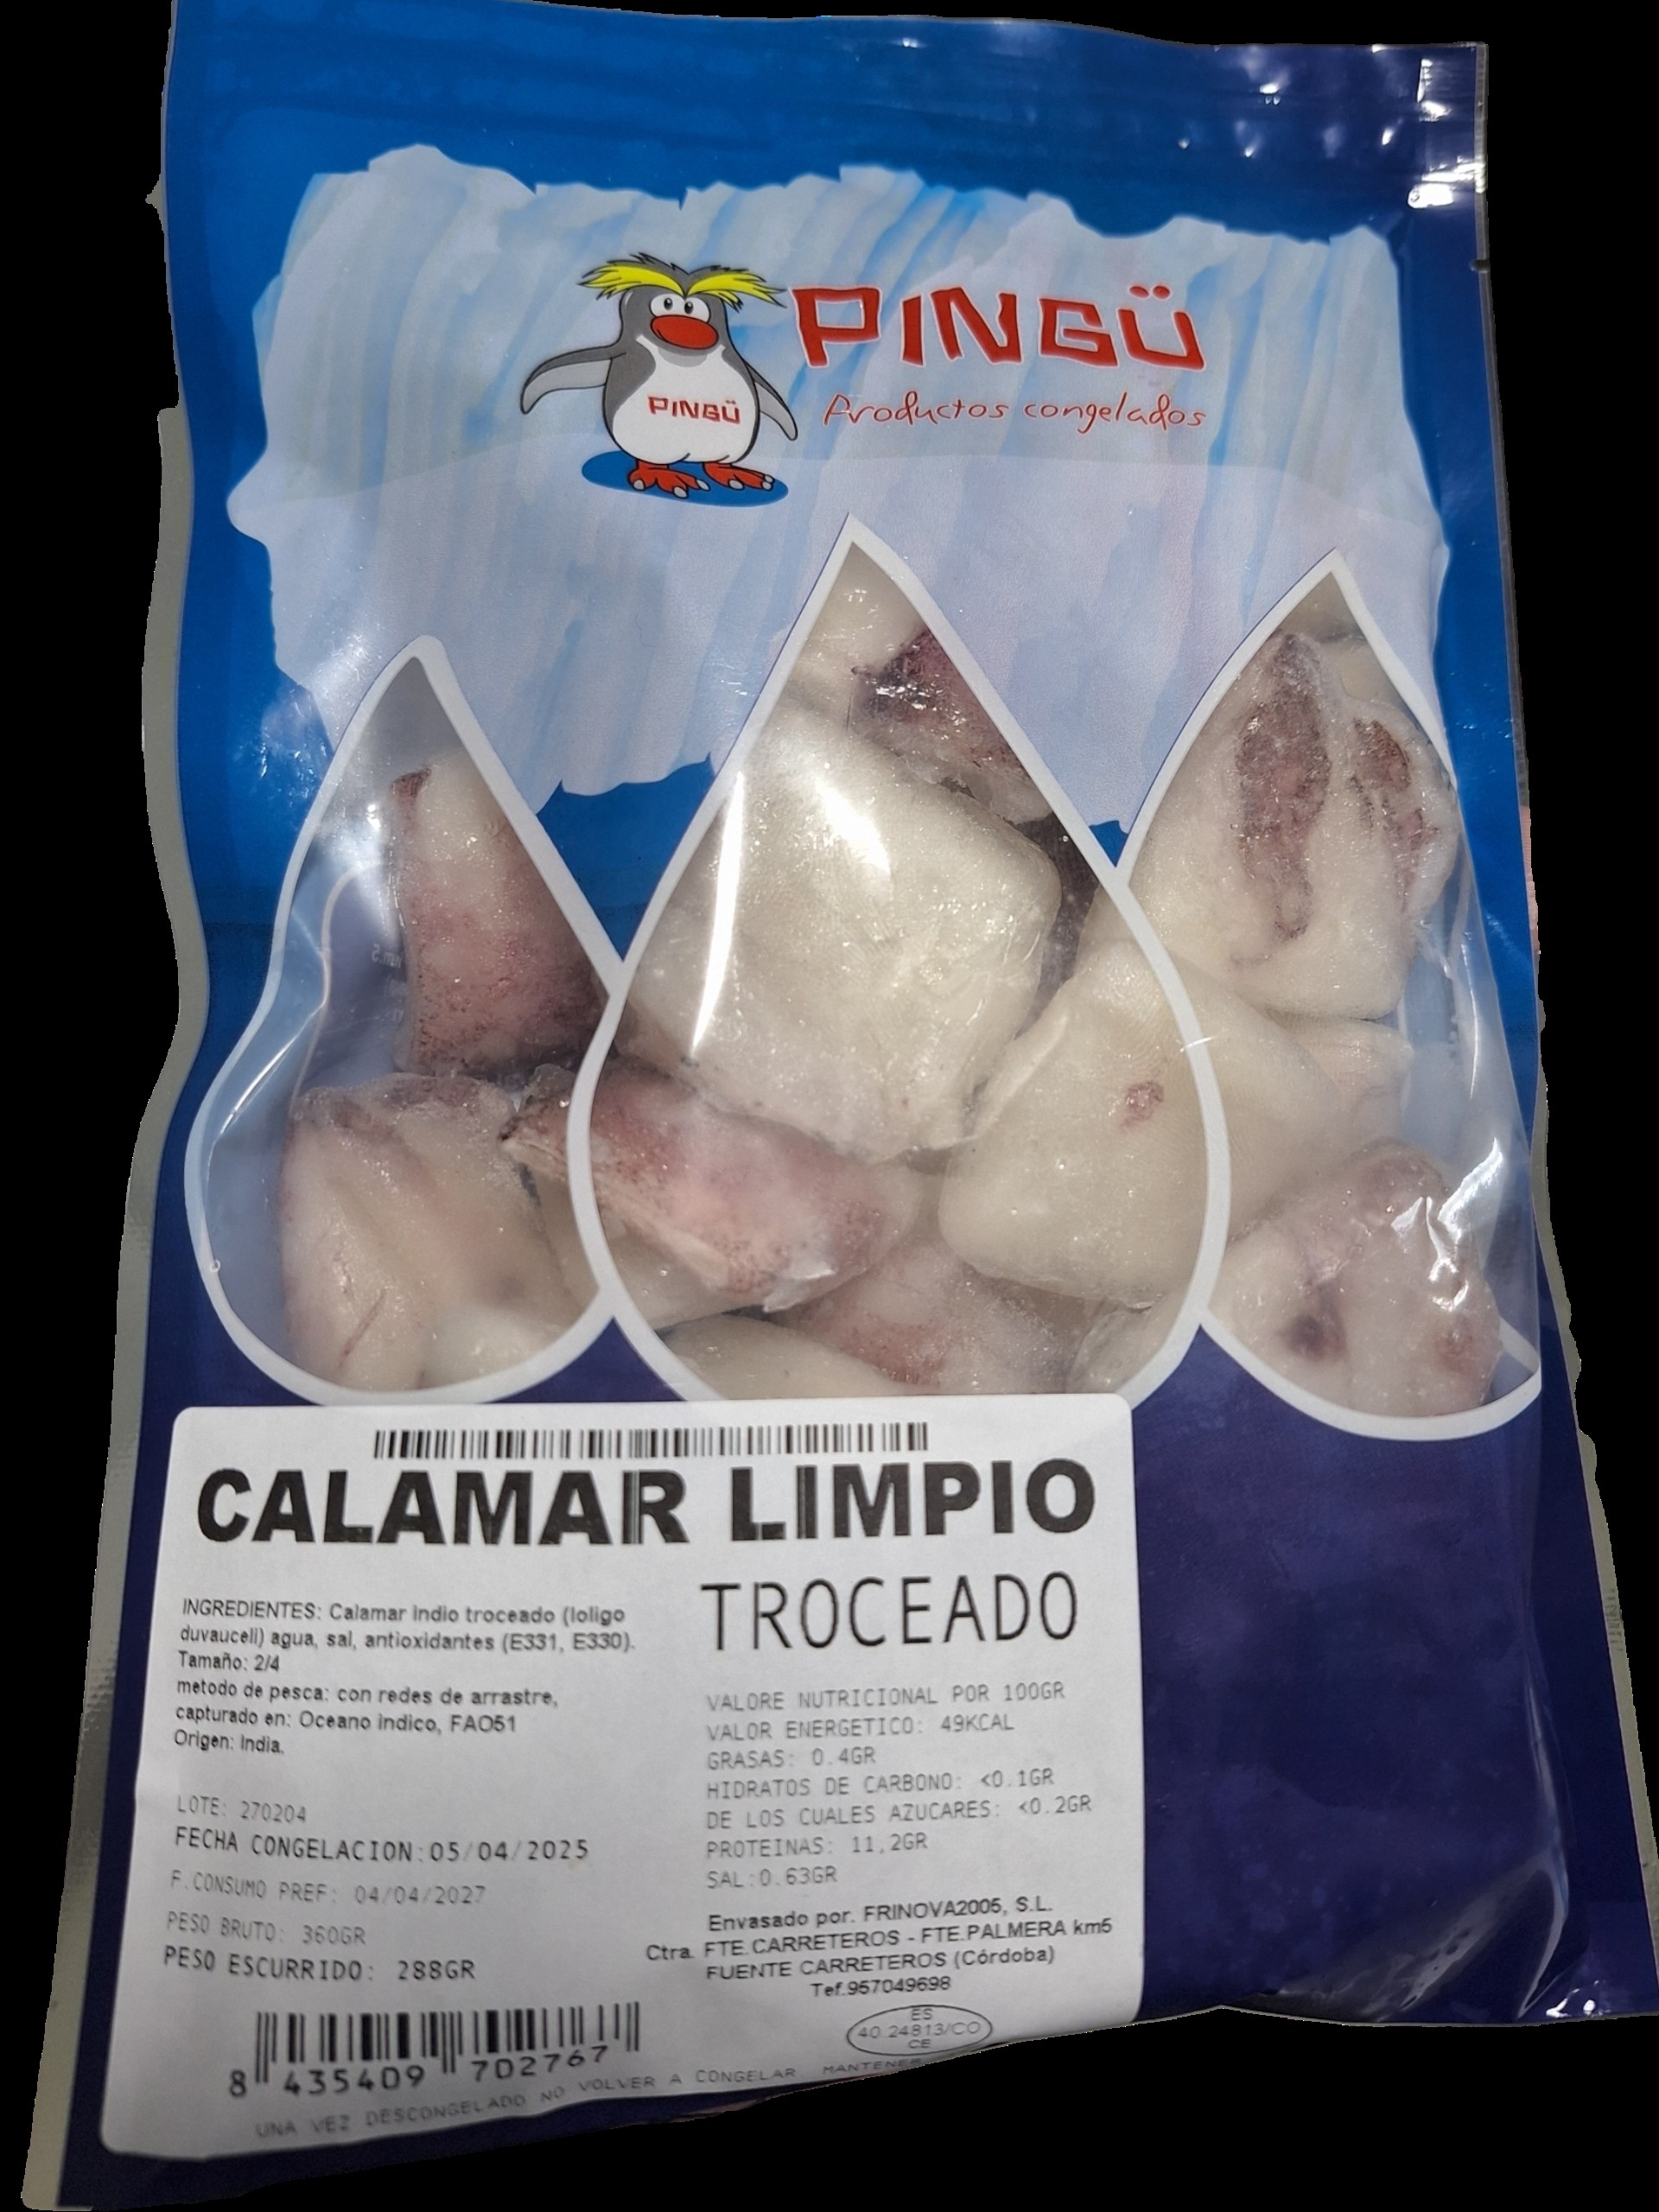 PINGÜ
Productos congelados
PINGÜ
CALAMAR LIMPIO
TROCEADO
INGREDIENTES: Calamar Indio troceado (loligo
duvauceli) agua, sal, antioxidantes (E331, E330).
Tamaño: 2/4
metodo de pesca: con redes de arrastre,
capturado en: Oceano indico, FAO51
Origen: India.
LOTE: 270204
FECHA CONGELACION:05/04/2025
F.CONSUMO PREF: 04/04/2027
PESO BRUTO: 360GR
PESO ESCURRIDO: 288GR
VALORE NUTRICIONAL POR 100GR
VALOR ENERGETICO: 49KCAL
GRASAS: 0.4GR
HIDRATOS DE CARBONO: <0.1GR
DE LOS CUALES AZUCARES: <0.2GR
PROTEINAS: 11,2GR
SAL:0.63GR
Envasado por. FRINOVA2005, S.L.
Ctra. FTE.CARRETEROS - FTE.PALMERA km5
FUENTE CARRETEROS (Córdoba)
Tef.957049698
ES
40.24813/CO
CE
8 435409 702767
UNA VEZ DESCONGELADO NO VOLVER A CONGELAR MANTENER